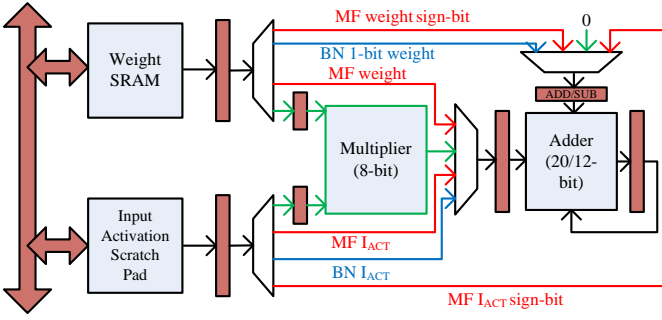 MF weight sign-bit
0
BN 1-bit weight
Weight
SRAM
MF weight
ADD/SUB
Multiplier
(8-bit)
Adder
(20/12-
bit)
Input
Activation
Scratch
Pad
MF IACT
BN IACT
MF IACT sign-bit